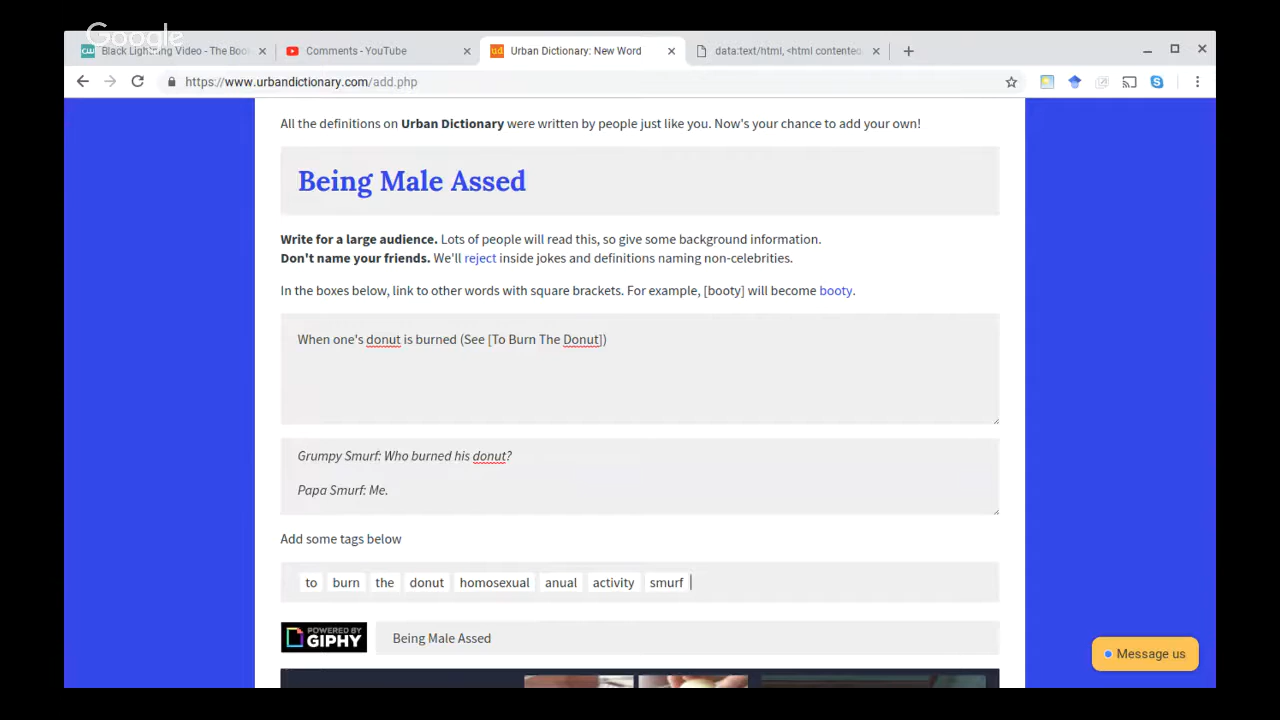 Google
Black Lightning Video - The Boo
Comments - YouTube
ud
Urban Dictionary: New Word
data:text/html, <html contented
https://www.urbandictionary.com/add.php
All the definitions on Urban Dictionary were written by people just like you. Now's your chance to add your own!
Being Male Assed
Write for a large audience. Lots of people will read this, so give some background information.
Don't name your friends. We'll reject inside jokes and definitions naming non-celebrities.
In the boxes below, link to other words with square brackets. For example, [booty] will become booty.
When one's donut is burned (See [To Burn The Donut])
Grumpy Smurf: Who burned his donut?
Papa Smurf: Me.
Add some tags below
to burn the donut homosexual anual activity smurf
POWERED BY
GIPHY
Being Male Assed
Message us